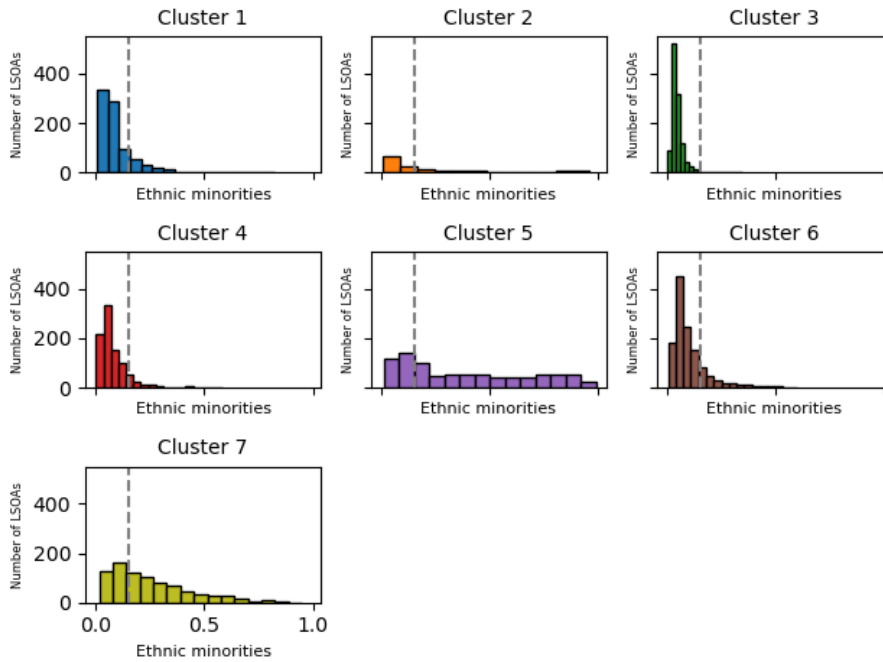 Cluster 1
Cluster 2
Cluster 3
Number of LSOAs
400
200
0
Ethnic minorities
Number of LSOAs
Ethnic minorities
Number of LSOAs
Ethnic minorities
Cluster 4
Cluster 5
Cluster 6
Number of LSOAs
400
200
0
Ethnic minorities
Number of LSOAs
Ethnic minorities
Number of LSOAs
Ethnic minorities
Cluster 7
Number of LSOAs
400
200
0
0.0 0.5 1.0
Ethnic minorities